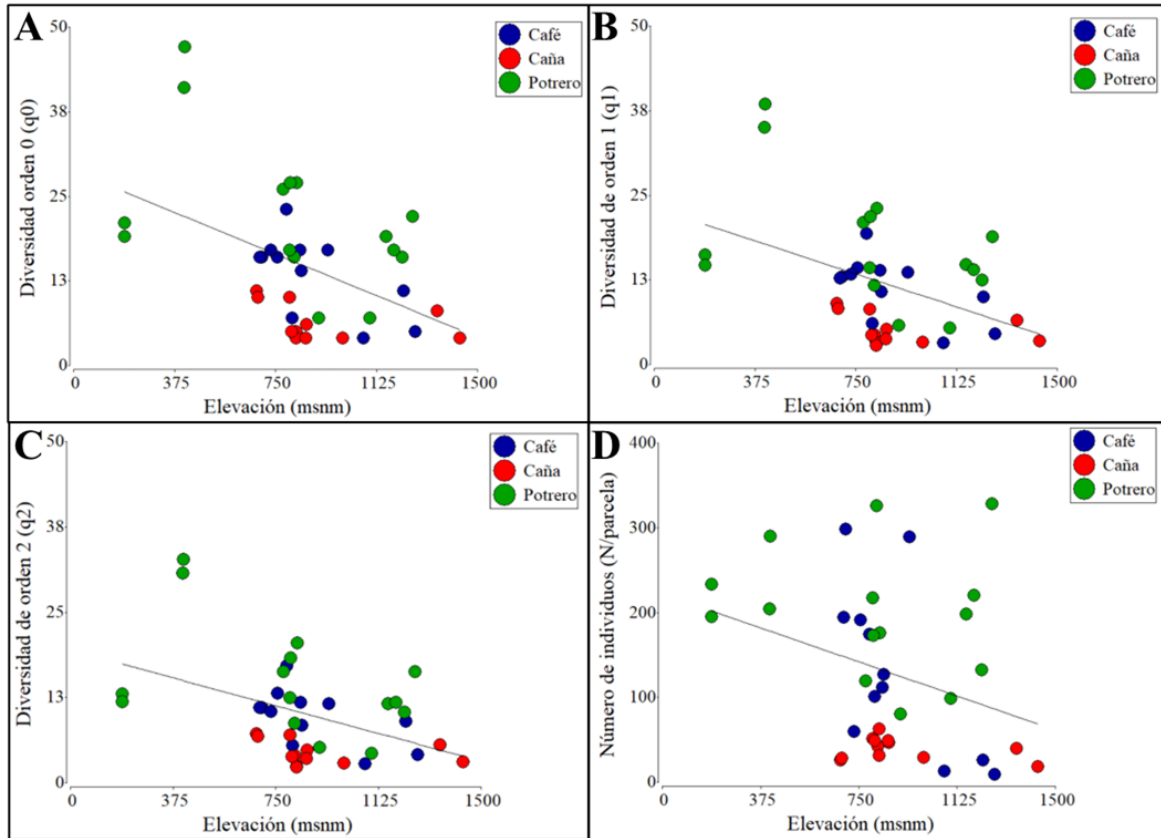 A
50
38
25
13
0
Diversidad orden 0 (q0)
0 375 750 1125 1500
Elevación (msnm)
Café
Caña
Potrero
B
50
38
25
13
0
Diversidad de orden 1 (q1)
0 375 750 1125 1500
Elevación (msnm)
Café
Caña
Potrero
C
50
38
25
13
0
Diversidad de orden 2 (q2)
0 375 750 1125 1500
Elevación (msnm)
Café
Caña
Potrero
D
400
300
200
100
0
Número de individuos (N/parcela)
0 375 750 1125 1500
Elevación (msnm)
Café
Caña
Potrero